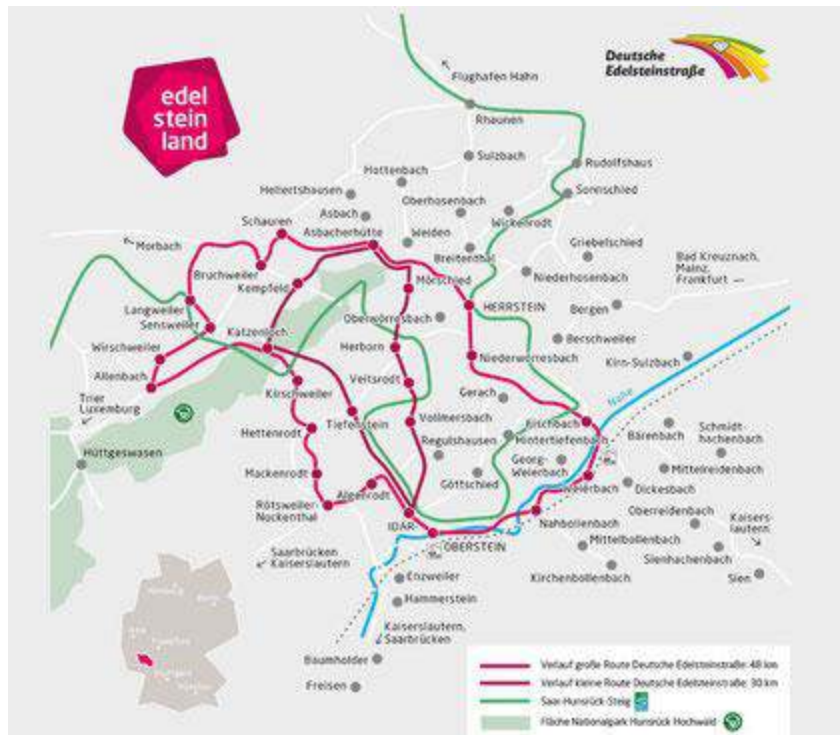 Deutsche
Edelsteinstraße
edel
stein
land
Flughafen Hahn
Rhaunen
Sulzbach
Rudolfshaus
Hottenbach
Sonnschied
Hellertshausen
Oberhosenbach
Asbach
Wickenrodt
Schauren
Asbacherhütte
Weiden
Morbach
Breitenthal
Griebelschied
Bad Kreuznach,
Mainz,
Frankfurt
Bruchweiler
Kempfeld
Mörschied
Niederhosenbach
Langweiler
HERRSTEIN
Bergen
Sensweiler
Oberwörresbach
Katzenloch
Berschweiler
Wirschweiler
Herborn
Niederwörresbach
Kirn-Sulzbach
Allenbach
Veitsrodt
Nahe
Trier
Luxemburg
Kirschweiler
Gerach
Tiefenstein
Vollmersbach
Fischbach
Hettenrodt
Regulshausen
Hintertiefenbach
Bärenbach
Schmidt-
hachenbach
Hüttgeswasen
Georg-
Weierbach
Mackenrodt
Göttschied
Mittelreidenbach
Algenrodt
Weierbach
Dickesbach
Rötsweiler-
Nockenthal
Oberreidenbach
Kaisers-
lautern
IDAR-
Nahbollenbach
OBERSTEIN
Mittelbollenbach
Saarbrücken
Kaiserslautern
Sienhachenbach
Enzweiler
Kirchenbollenbach
Sien
Hammerstein
Kaiserslautern,
Saarbrücken
Baumholder
Freisen
Verlauf große Route Deutsche Edelsteinstraße: 48 km
Verlauf kleine Route Deutsche Edelsteinstraße: 30 km
Saar-Hunsrück-Steig
Fläche Nationalpark Hunsrück Hochwald